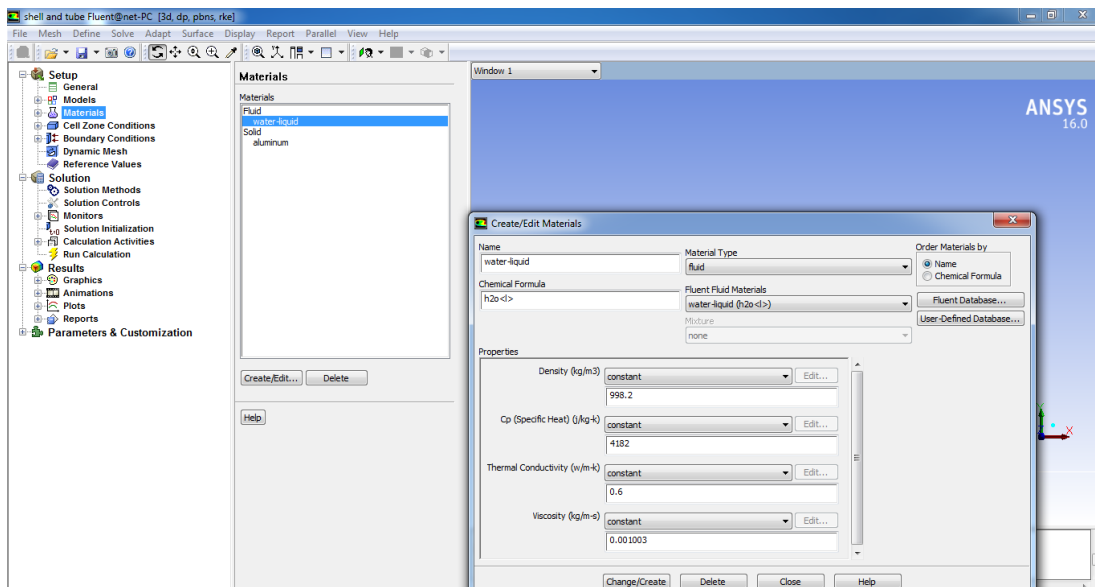 shell and tube Fluent@net-PC [3d, dp, pbns, rke]
File Mesh Define Solve Adapt Surface Display Report Parallel View Help
Setup
General
Models
Materials
Cell Zone Conditions
Boundary Conditions
Dynamic Mesh
Reference Values
Solution
Solution Methods
Solution Controls
Monitors
Solution Initialization
Calculation Activities
Run Calculation
Results
Graphics
Animations
Plots
Reports
Parameters & Customization
Materials
Materials
Fluid
water-liquid
Solid
aluminum
Create/Edit... Delete
Help
Window 1
ANSYS
16.0
X
Create/Edit Materials
Name
water-liquid
Chemical Formula
h2o<l>
Material Type
fluid
Fluent Fluid Materials
water-liquid (h2o<l>)
Mixture
none
Order Materials by
Name
Chemical Formula
Fluent Database...
User-Defined Database...
Properties
Density (kg/m3) constant Edit...
998.2
Cp (Specific Heat) (j/kg-k) constant Edit...
4182
Thermal Conductivity (w/m-k) constant Edit...
0.6
Viscosity (kg/m-s) constant Edit...
0.001003
Change/Create Delete Close Help